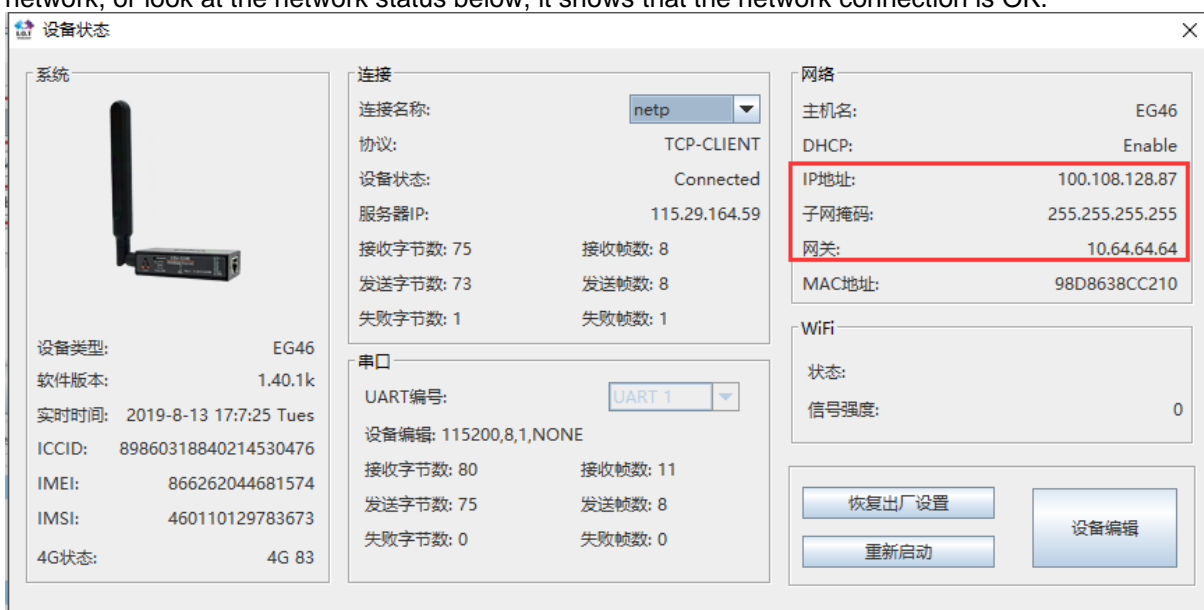 network, or look at the network status below, it shows that the network connection is OK.
设备状态
系统
设备类型: EG46
软件版本: 1.40.1k
实时时间: 2019-8-13 17:7:25 Tues
ICCID: 89860318840214530476
IMEI: 866262044681574
IMSI: 460110129783673
4G状态: 4G 83
连接
连接名称: netp
协议: TCP-CLIENT
设备状态: Connected
服务器IP: 115.29.164.59
接收字节数: 75 接收帧数: 8
发送字节数: 73 发送帧数: 8
失败字节数: 1 失败帧数: 1
串口
UART编号: UART 1
设备编辑: 115200,8,1,NONE
接收字节数: 80 接收帧数: 11
发送字节数: 75 发送帧数: 8
失败字节数: 0 失败帧数: 0
网络
主机名: EG46
DHCP: Enable
IP地址: 100.108.128.87
子网掩码: 255.255.255.255
网关: 10.64.64.64
MAC地址: 98D8638CC210
WiFi
状态:
信号强度: 0
恢复出厂设置
重新启动
设备编辑